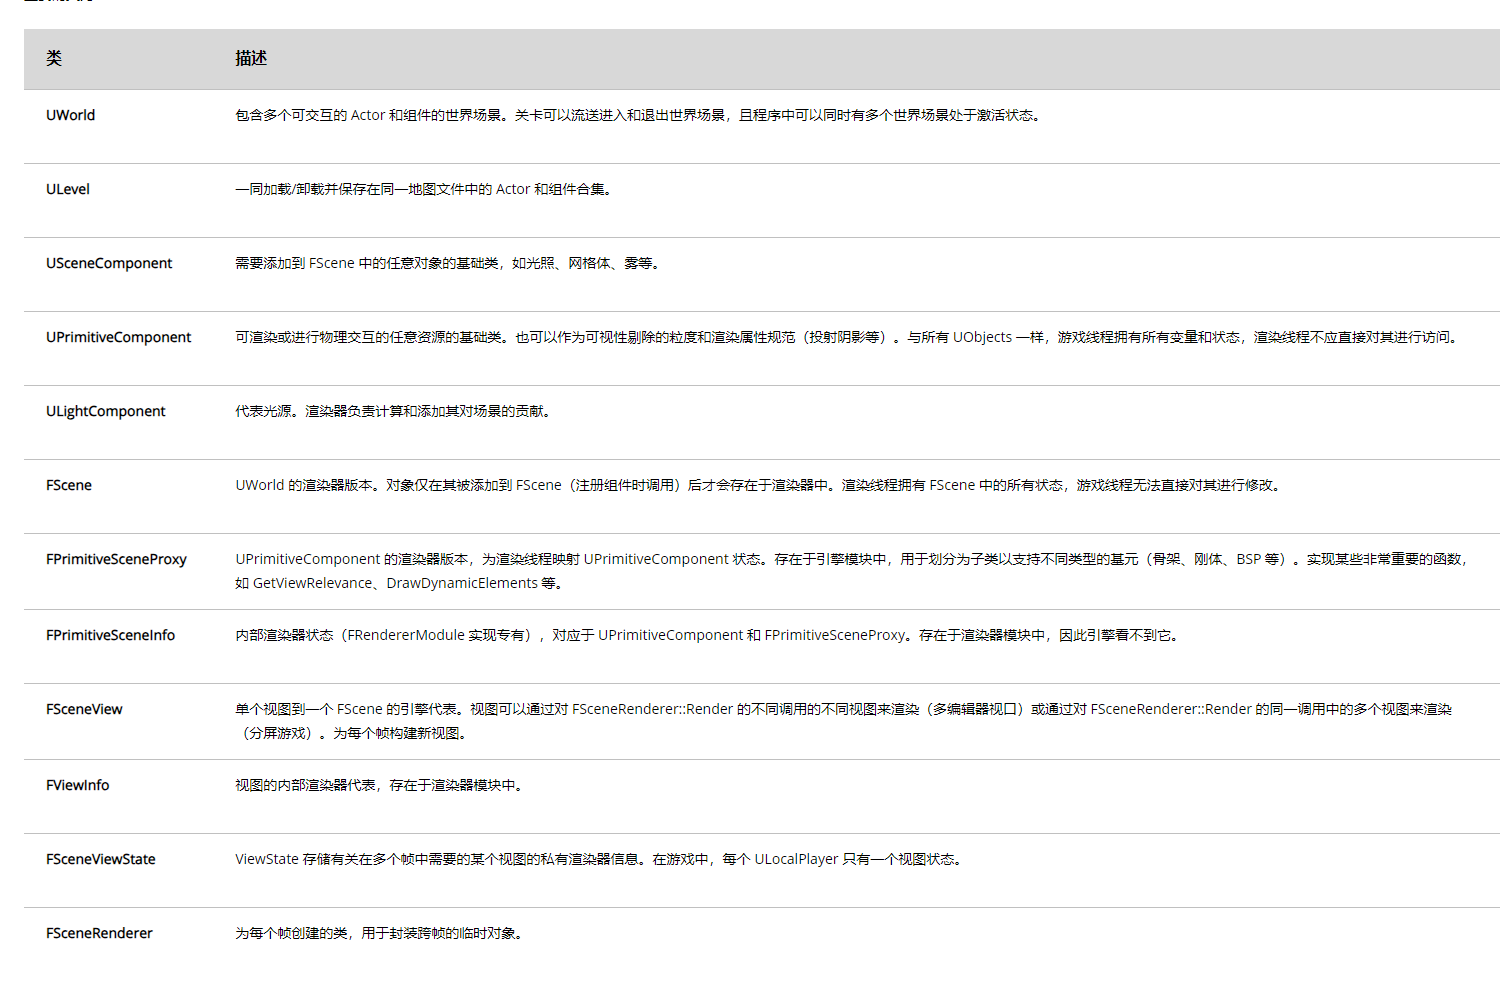 类 描述
UWorld 包含多个可交互的 Actor 和组件的世界场景。关卡可以流送进入和退出世界场景，且程序中可以同时有多个世界场景处于激活状态。
ULevel 一同加载/卸载并保存在同一地图文件中的 Actor 和组件合集。
USceneComponent 需要添加到 FScene 中的任意对象的基础类，如光照、网格体、雾等。
UPrimitiveComponent 可渲染或进行物理交互的任意资源的基础类。也可以作为可视性剔除的粒度和渲染属性规范（投射阴影等）。与所有 UObjects 一样，游戏线程拥有所有变量和状态，渲染线程不应直接对其进行访问。
ULightComponent 代表光源。渲染器负责计算和添加其对场景的贡献。
FScene UWorld 的渲染器版本。对象仅在其被添加到 FScene（注册组件时调用）后才会存在于渲染器中。渲染线程拥有 FScene 中的所有状态，游戏线程无法直接对其进行修改。
FPrimitiveSceneProxy UPrimitiveComponent 的渲染器版本，为渲染线程映射 UPrimitiveComponent 状态。存在于引擎模块中，用于划分为子类以支持不同类型的基元（骨架、刚体、BSP 等）。实现某些非常重要的函数，
如 GetViewRelevance、DrawDynamicElements 等。
FPrimitiveSceneInfo 内部渲染器状态（FRendererModule 实现专有），对应于 UPrimitiveComponent 和 FPrimitiveSceneProxy。存在于渲染器模块中，因此引擎看不到它。
FSceneView 单个视图到一个 FScene 的引擎代表。视图可以通过对 FSceneRenderer::Render 的不同调用的不同视图来渲染（多编辑器视口）或通过对 FSceneRenderer::Render 的同一调用中的多个视图来渲染
（分屏游戏）。为每个帧构建新视图。
FViewInfo 视图的内部渲染器代表，存在于渲染器模块中。
FSceneViewState ViewState 存储有关在多个帧中需要的某个视图的私有渲染器信息。在游戏中，每个 ULocalPlayer 只有一个视图状态。
FSceneRenderer 为每个帧创建的类，用于封装跨帧的临时对象。